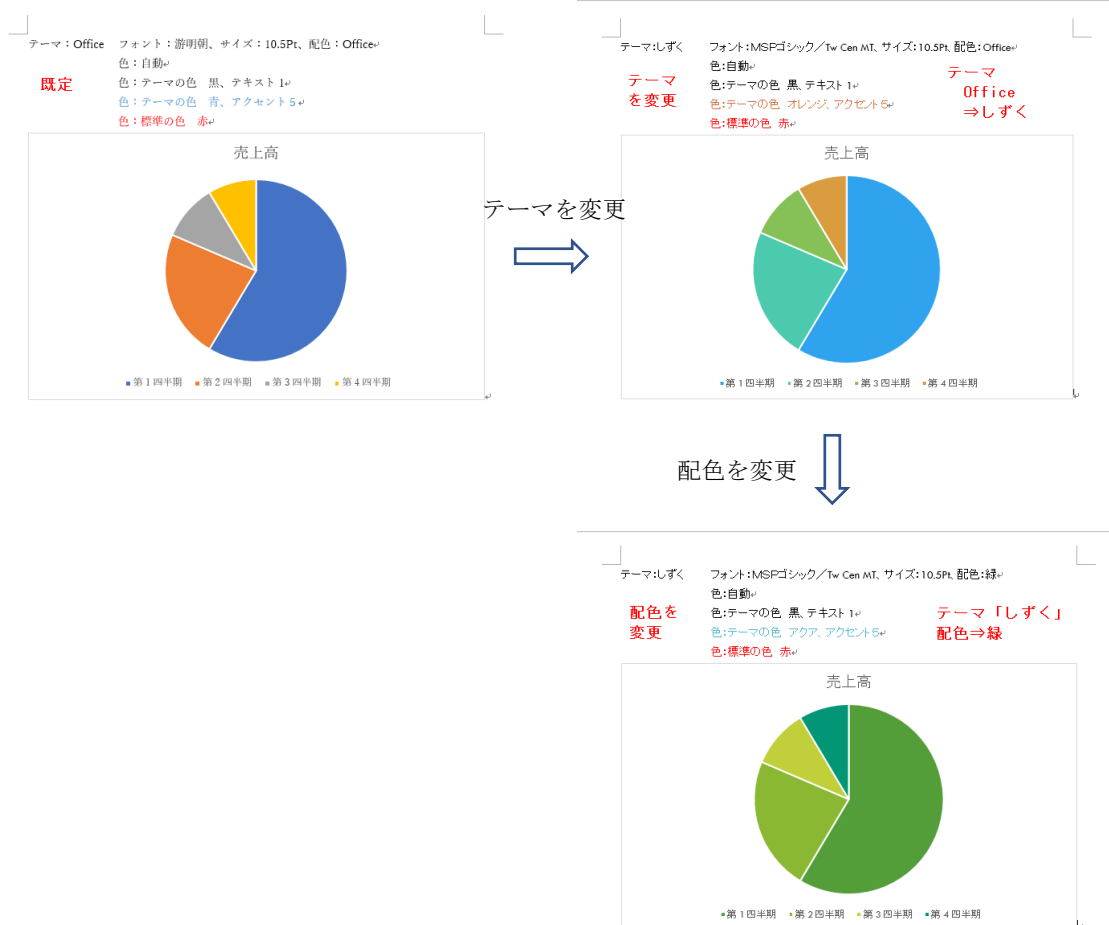 テーマ：Office　フォント：游明朝、サイズ：10.5Pt、配色：Office↵
色：自動↵
色：テーマの色　黒、テキスト 1↵
色：テーマの色　青、アクセント 5↵
色：標準の色　赤↵
既定
売上高
第 1 四半期　第 2 四半期　第 3 四半期　第 4 四半期
テーマを変更
テーマ:しずく　フォント:MSPゴシック／Tw Cen MT、サイズ:10.5Pt、配色:Office↵
色:自動↵
色:テーマの色 黒、テキスト 1↵
色:テーマの色 オレンジ、アクセント 5↵
色:標準の色 赤↵
テーマ
を変更
テーマ
Office
⇒しずく
売上高
第 1 四半期　第 2 四半期　第 3 四半期　第 4 四半期
配色を変更
テーマ:しずく　フォント:MSPゴシック／Tw Cen MT、サイズ:10.5Pt、配色:緑↵
色:自動↵
色:テーマの色 黒、テキスト 1↵
色:テーマの色 アクア、アクセント 5↵
色:標準の色 赤↵
配色を
変更
テーマ「しずく」
配色⇒緑
売上高
第 1 四半期　第 2 四半期　第 3 四半期　第 4 四半期